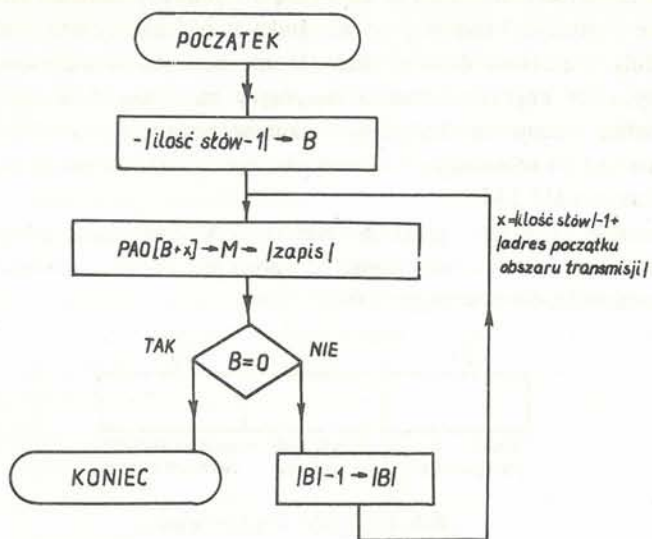 POCZĄTEK
-|ilość słów-1| → B
x=|ilość słów|-1+
|adres początku
obszaru transmisji|
PAO[B+x]→M→ |zapis|
TAK
NIE
B=0
KONIEC
|B|-1→|B|